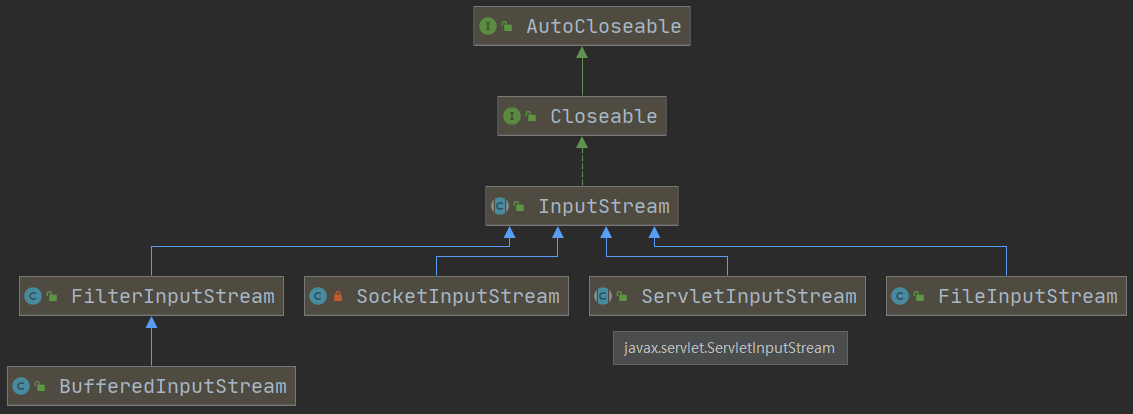 AutoCloseable
Closeable
InputStream
FilterInputStream
SocketInputStream
ServletInputStream
FileInputStream
javax.servlet.ServletInputStream
BufferedInputStream